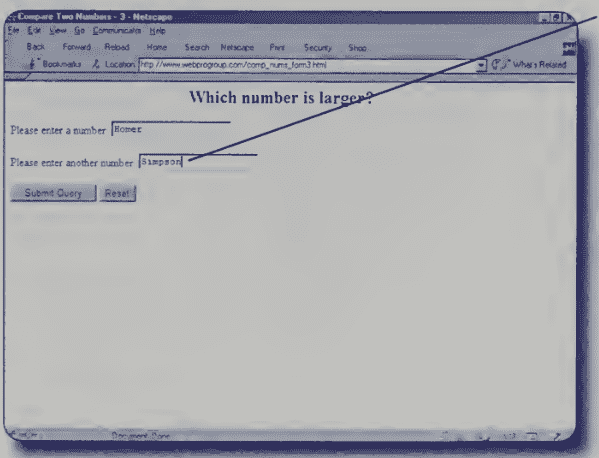 Compare Two Numbers - 3 - Netscape
File Edit View Go Communicator Help
Back Forward Reload Home Search Netscape Print Security Shop
Bookmarks Location http://www.webprogroup.com/comp_nums_form3.html What's Related
Which number is larger?
Please enter a number Homer
Please enter another number Simpson
Submit Query Reset
Document: Done